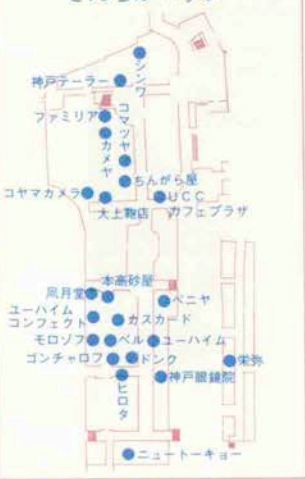 シンワ
神戸テーラー
ファミリア
コマツヤ
カメヤ
ちんがら屋
コヤマカメラ
大上鞄店
UCC
カフェプラザ
本高砂屋
凮月堂
ベニヤ
ユーハイム
コンフェクト
カスカード
モロゾフ
ベル
ユーハイム
ゴンチャロフ
ドンク
栄弥
ヒロタ
神戸眼鏡院
ニュートーキョー